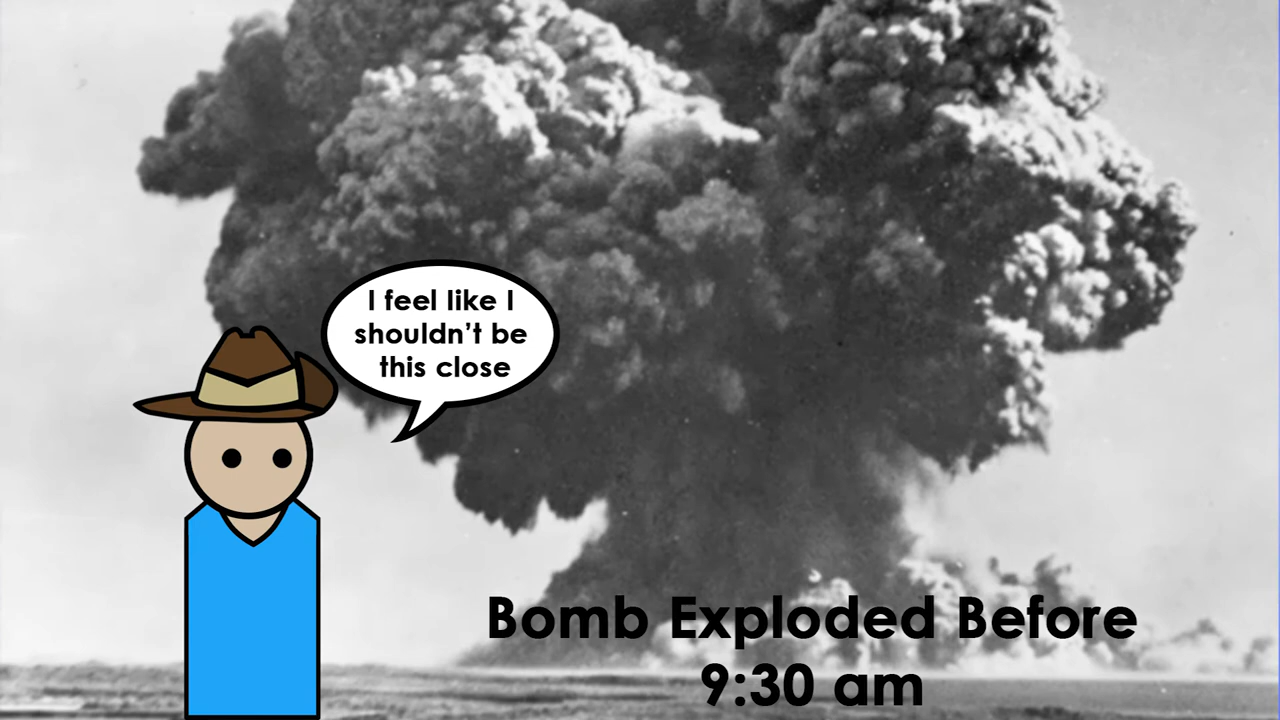 I feel like I
shouldn't be
this close
Bomb Exploded Before
9:30 am